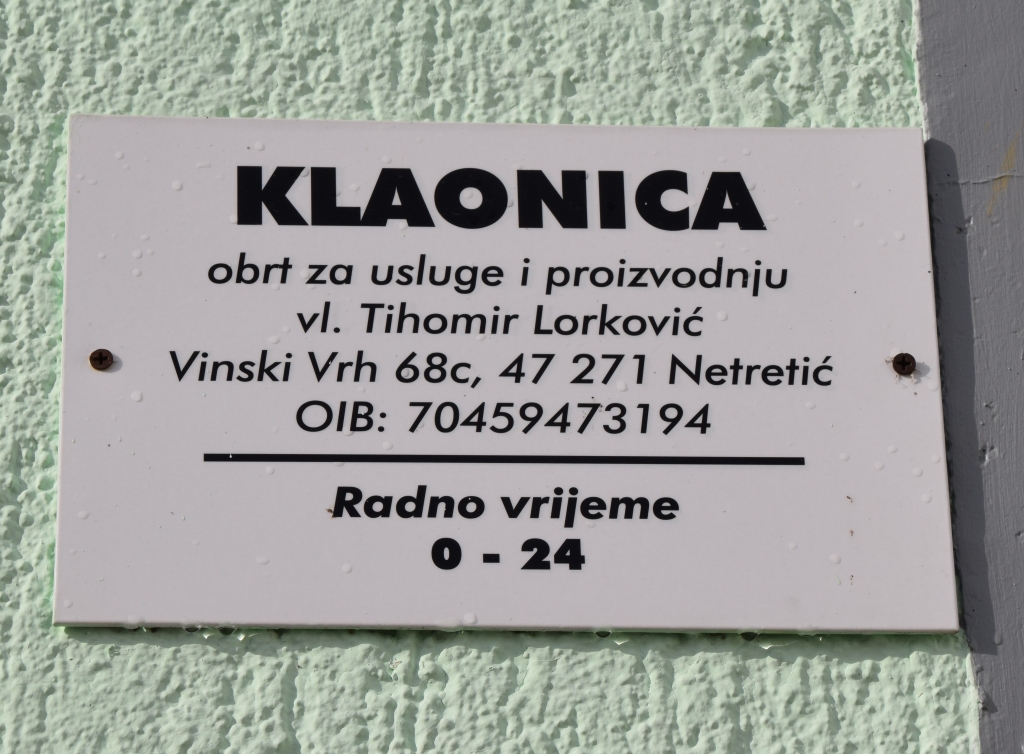 KLAONICA
obrt za usluge i proizvodnju
vl. Tihomir Lorković
Vinski Vrh 68c, 47 271 Netretić
OIB: 70459473194
Radno vrijeme
0 - 24